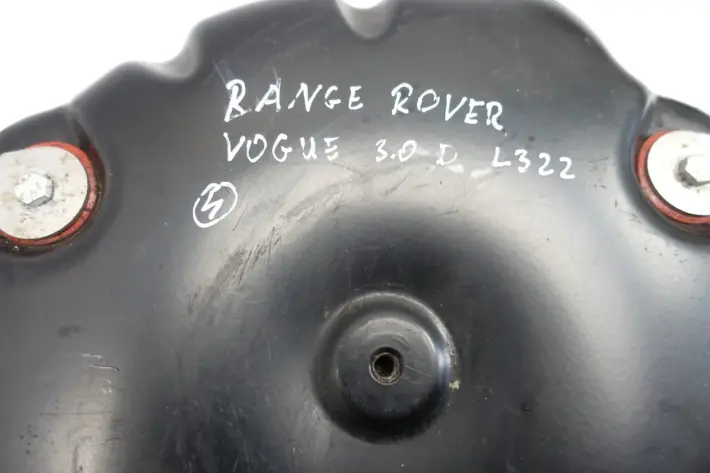 RANGE ROVER
VOGUE 3.0 D L322
5